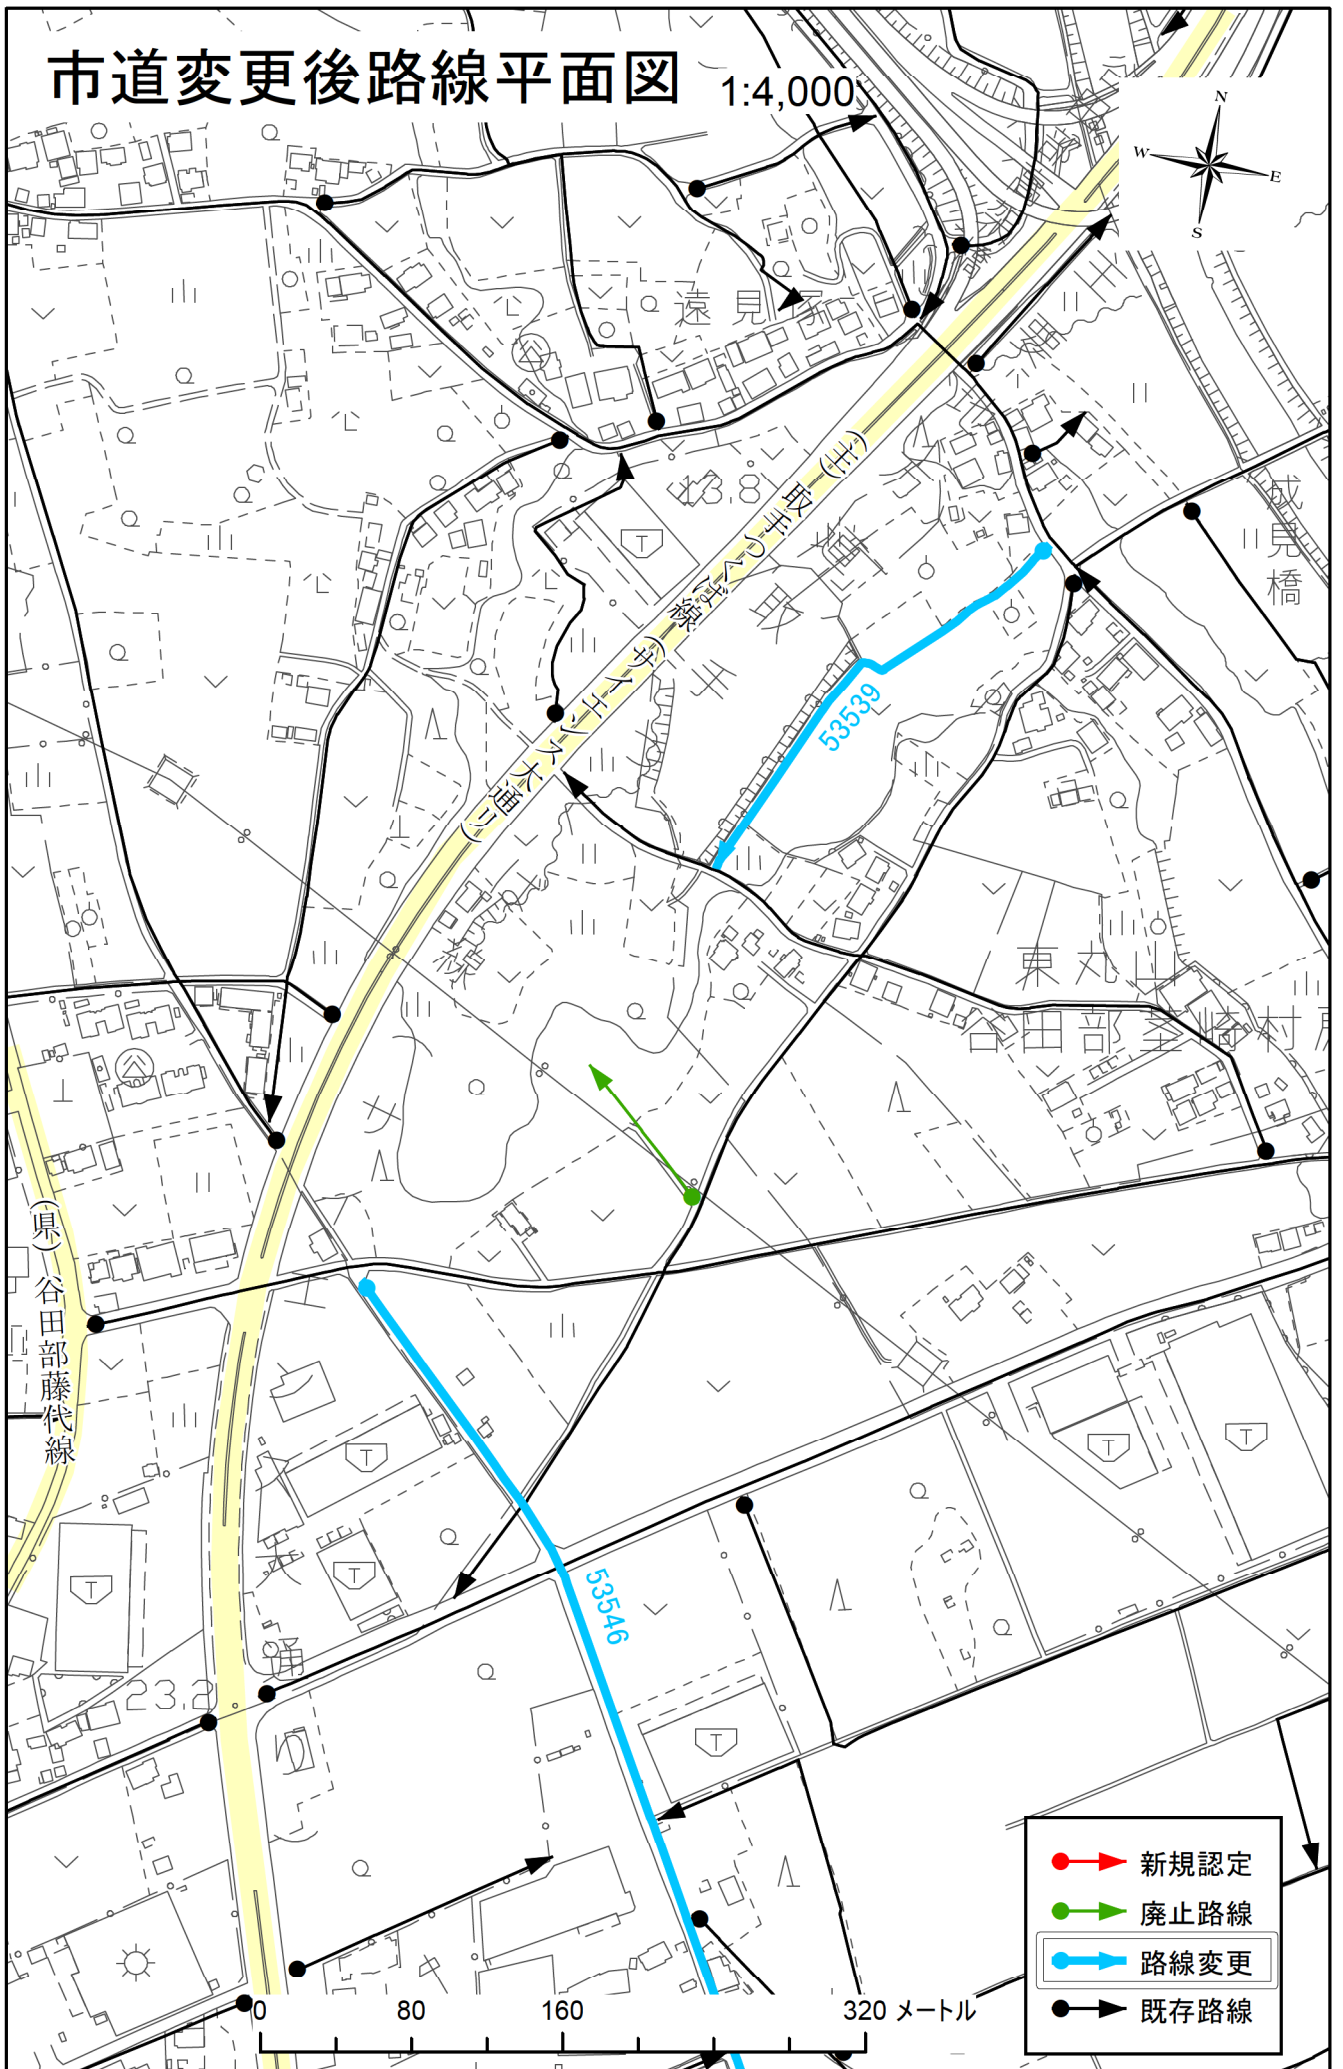 市道変更後路線平面図 1:4,000
N
W
E
S
遠見
(主)取手つくば線(サイエンス大通り)
成見橋
53539
東丸山
谷田部茎崎村
(県)谷田部藤代線
53546
23.2
新規認定
廃止路線
路線変更
既存路線
0 80 160 320 メートル